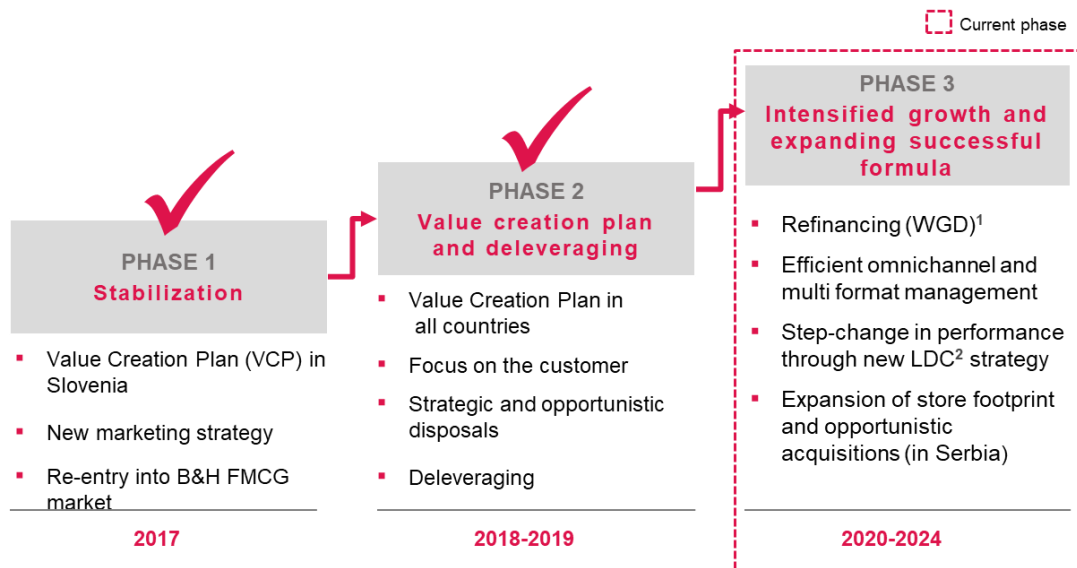 Current phase
PHASE 1
Stabilization
▪ Value Creation Plan (VCP) in
Slovenia
▪ New marketing strategy
▪ Re-entry into B&H FMCG
market
2017
PHASE 2
Value creation plan
and deleveraging
▪ Value Creation Plan in
all countries
▪ Focus on the customer
▪ Strategic and opportunistic
disposals
▪ Deleveraging
2018-2019
PHASE 3
Intensified growth and
expanding successful
formula
▪ Refinancing (WGD)¹
▪ Efficient omnichannel and
multi format management
▪ Step-change in performance
through new LDC² strategy
▪ Expansion of store footprint
and opportunistic
acquisitions (in Serbia)
2020-2024